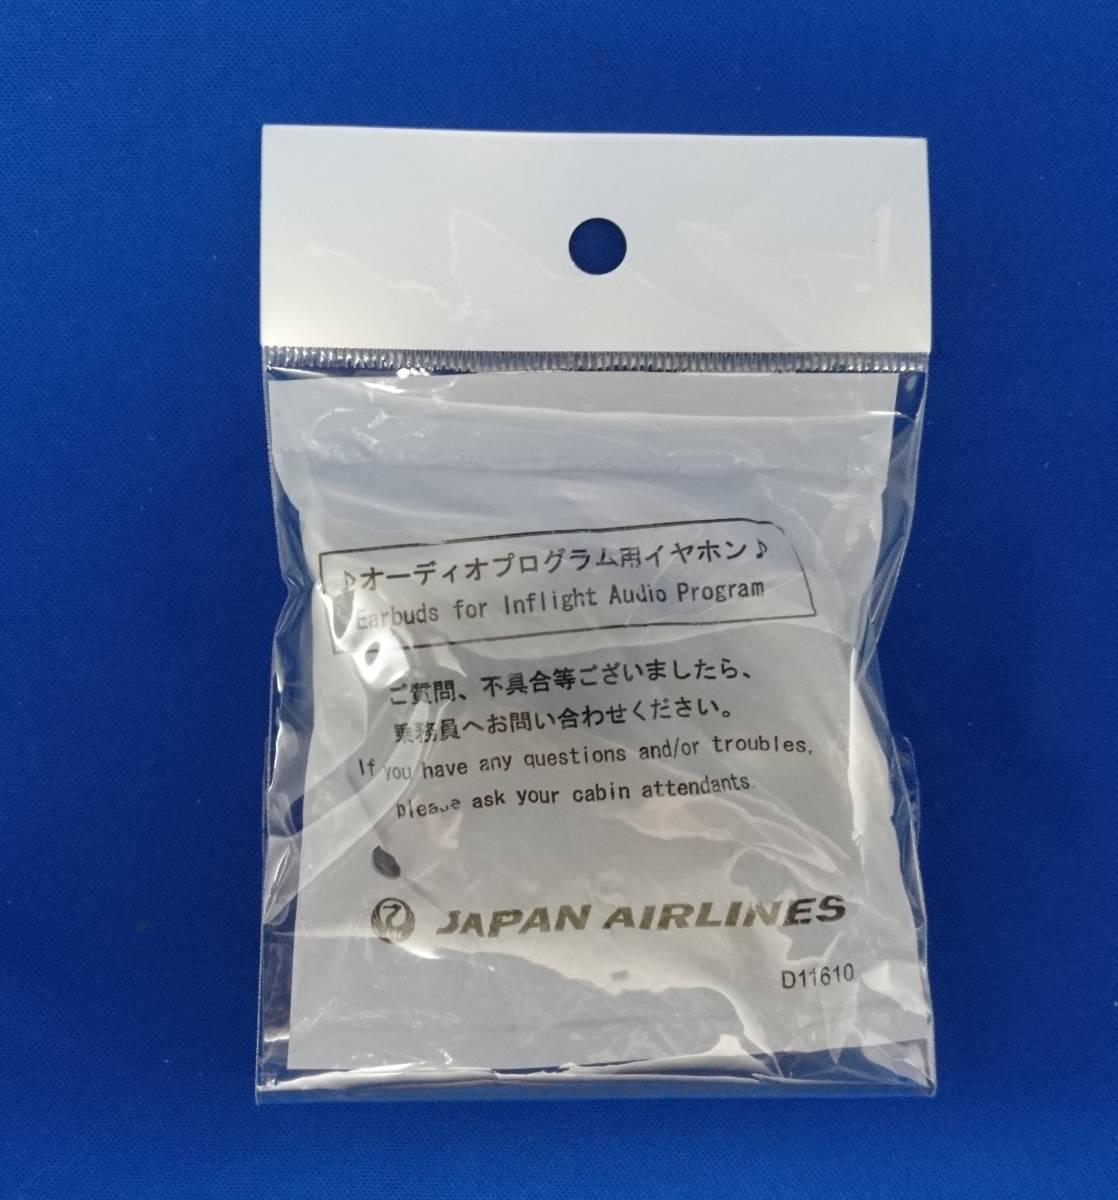 ♪オーディオプログラム用イヤホン♪
Earbuds for Inflight Audio Program
ご質問、不具合等ございましたら、
乗務員へお問い合わせください。
If you have any questions and/or troubles,
please ask your cabin attendants.
JAL JAPAN AIRLINES
D11610